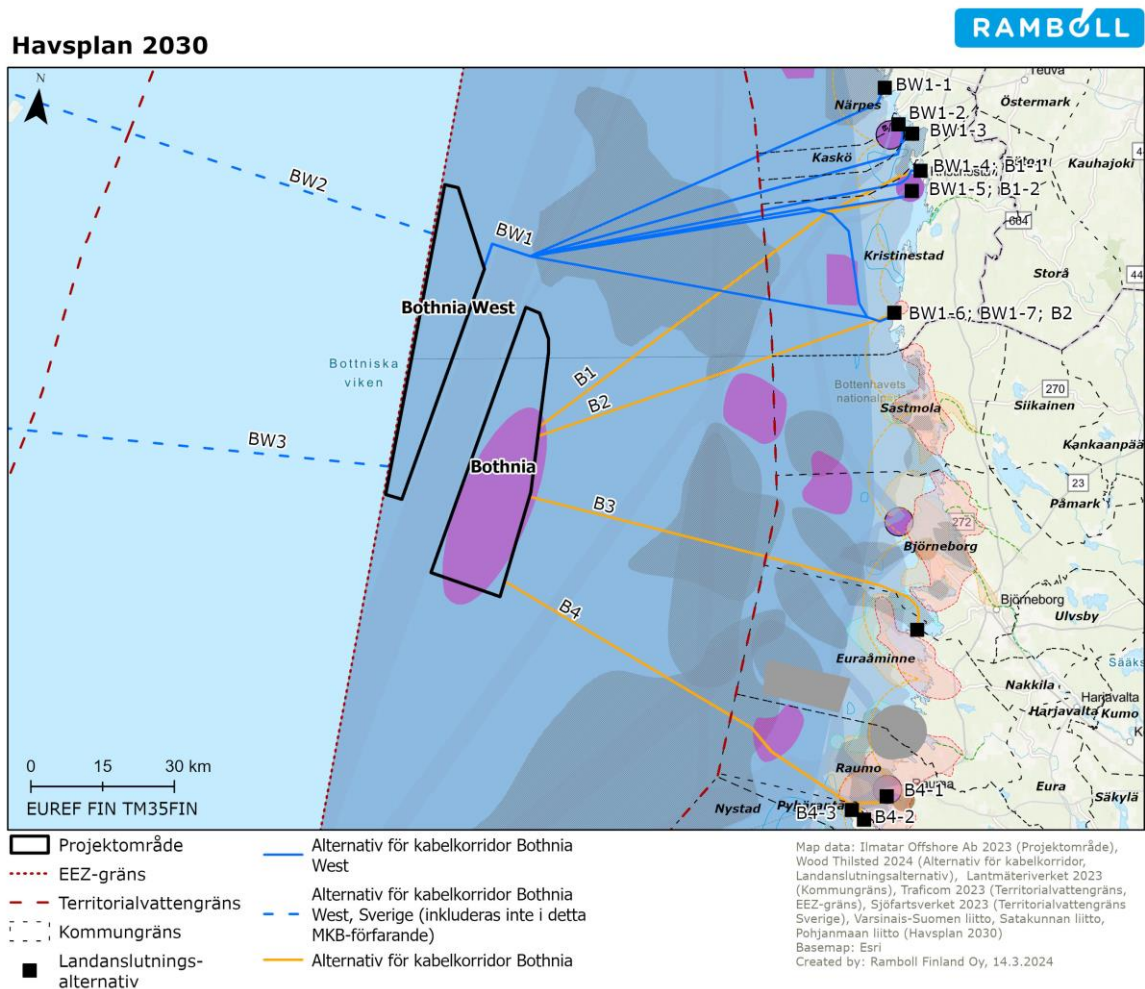 RAMBOLL
Havsplan 2030
N
Teuva
BW1-1
Närpes
Östermark
BW1-2
BW1-3
Kaskö
Kauhajoki
BW1-4; B1-1
BW2
BW1-5; B1-2
664
BW1
Kristinestad
44
Storå
Bothnia West
BW1-6; BW1-7; B2
Bottniska
viken
B1
B2
Bottenhavets
270
Sastmola
Siikainen
BW3
Kankaanpää
Bothnia
23
B3
Påmark
272
Björneborg
B4
Björneborg
Ulvsby
Euraåminne
Sääks
Nakkila
Harjavalta
Harjavalta
Kumo
0 15 30 km
Raumo
Eura
B4-1
EUREF FIN TM35FIN
Nystad
B4-3
B4-2
Säkylä
Projektområde
EEZ-gräns
Territorialvattengräns
Kommungräns
Landanslutnings-
alternativ
Alternativ för kabelkorridor Bothnia
West
Alternativ för kabelkorridor Bothnia
West, Sverige (inkluderas inte i detta
MKB-förfarande)
Alternativ för kabelkorridor Bothnia
Map data: Ilmatar Offshore Ab 2023 (Projektområde),
Wood Thilsted 2024 (Alternativ för kabelkorridor,
Landanslutningsalternativ), Lantmäteriverket 2023
(Kommungräns), Traficom 2023 (Territorialvattengräns,
EEZ-gräns), Sjöfartsverket 2023 (Territorialvattengräns
Sverige), Varsinais-Suomen liitto, Satakunnan liitto,
Pohjanmaan liitto (Havsplan 2030)
Basemap: Esri
Created by: Ramboll Finland Oy, 14.3.2024